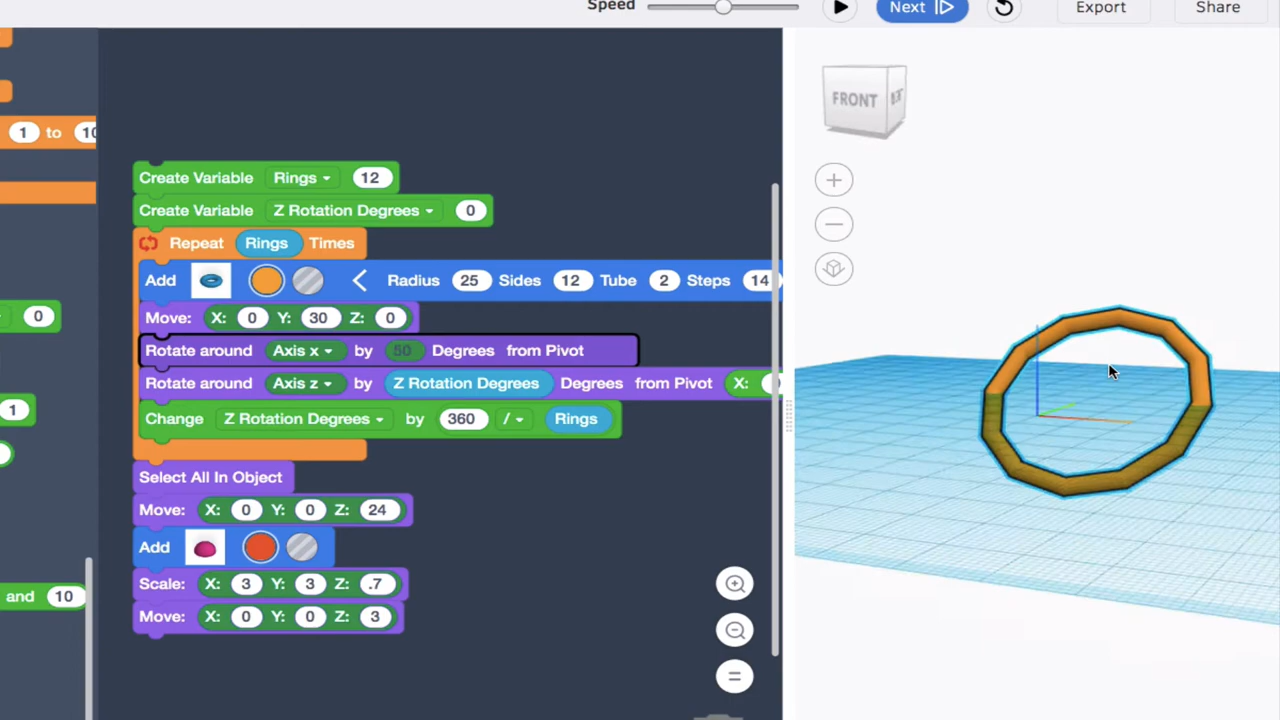 Speed Next Export Share
FRONT
1 to 10
Create Variable Rings 12
Create Variable Z Rotation Degrees 0
Repeat Rings Times
Add Radius 25 Sides 12 Tube 2 Steps 14
Move: X: 0 Y: 30 Z: 0
0
Rotate around Axis x by 50 Degrees from Pivot
Rotate around Axis z by Z Rotation Degrees Degrees from Pivot X:
1
Change Z Rotation Degrees by 360 / Rings
Select All In Object
Move: X: 0 Y: 0 Z: 24
Add
Scale: X: 3 Y: 3 Z: .7
and 10
Move: X: 0 Y: 0 Z: 3